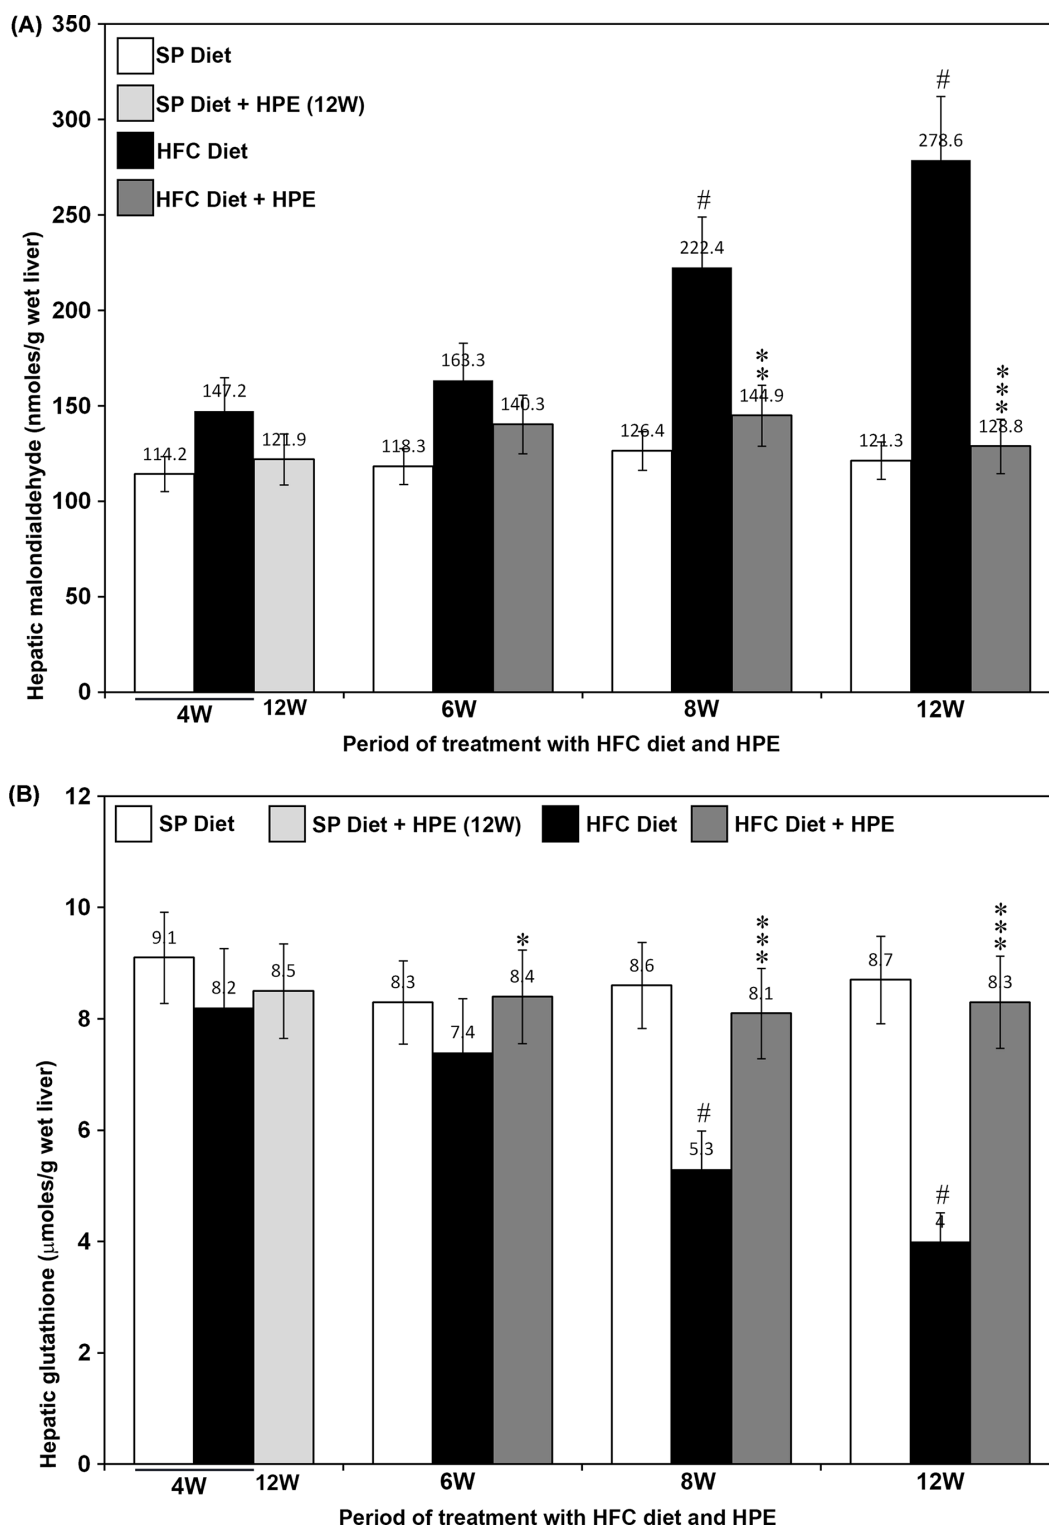 (A)
350
300
250
200
150
100
50
0
Hepatic malondialdehyde (nmoles/g wet liver)
SP Diet
SP Diet + HPE (12W)
HFC Diet
HFC Diet + HPE
114.2
147.2
121.9
118.3
163.3
140.3
126.4
#
222.4
**
144.9
121.3
#
278.6
***
128.8
4W
12W
6W
8W
12W
Period of treatment with HFC diet and HPE
(B)
12
10
8
6
4
2
0
Hepatic glutathione (μmoles/g wet liver)
SP Diet
SP Diet + HPE (12W)
HFC Diet
HFC Diet + HPE
9.1
8.2
8.5
8.3
7.4
*
8.4
8.6
#
5.3
***
8.1
8.7
#
4
***
8.3
4W
12W
6W
8W
12W
Period of treatment with HFC diet and HPE